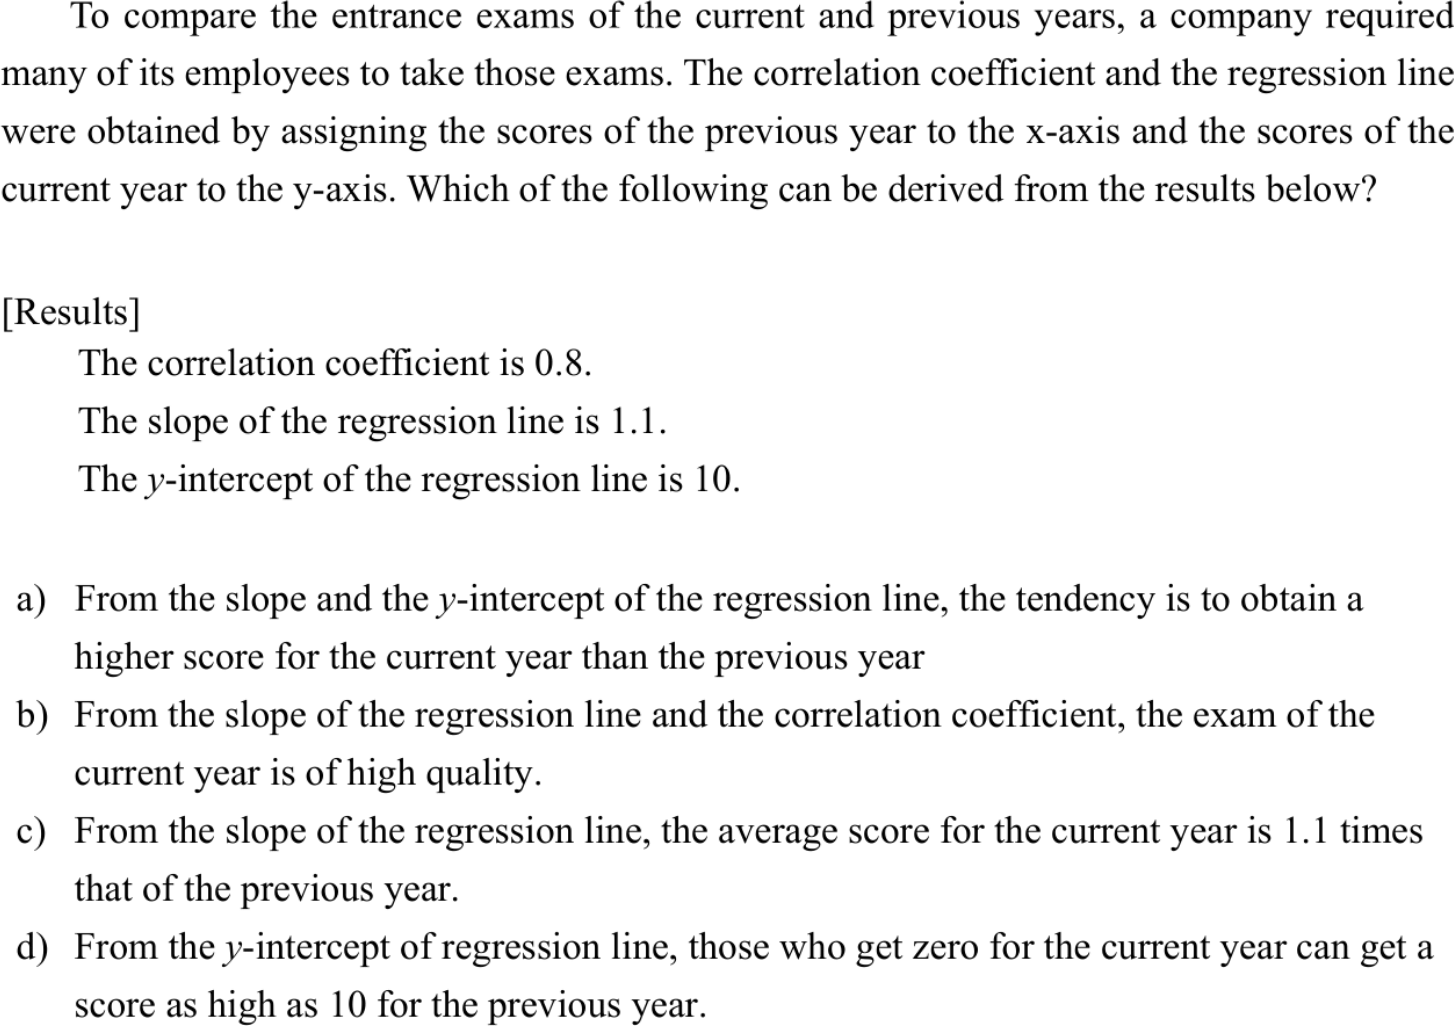 To compare the entrance exams of the current and previous years, a company required
many of its employees to take those exams. The correlation coefficient and the regression line
were obtained by assigning the scores of the previous year to the x-axis and the scores of the
current year to the y-axis. Which of the following can be derived from the results below?
[Results]
The correlation coefficient is 0.8.
The slope of the regression line is 1.1.
The y-intercept of the regression line is 10.
a) From the slope and the y-intercept of the regression line, the tendency is to obtain a
higher score for the current year than the previous year
b) From the slope of the regression line and the correlation coefficient, the exam of the
current year is of high quality.
c) From the slope of the regression line, the average score for the current year is 1.1 times
that of the previous year.
d) From the y-intercept of regression line, those who get zero for the current year can get a
score as high as 10 for the previous year.